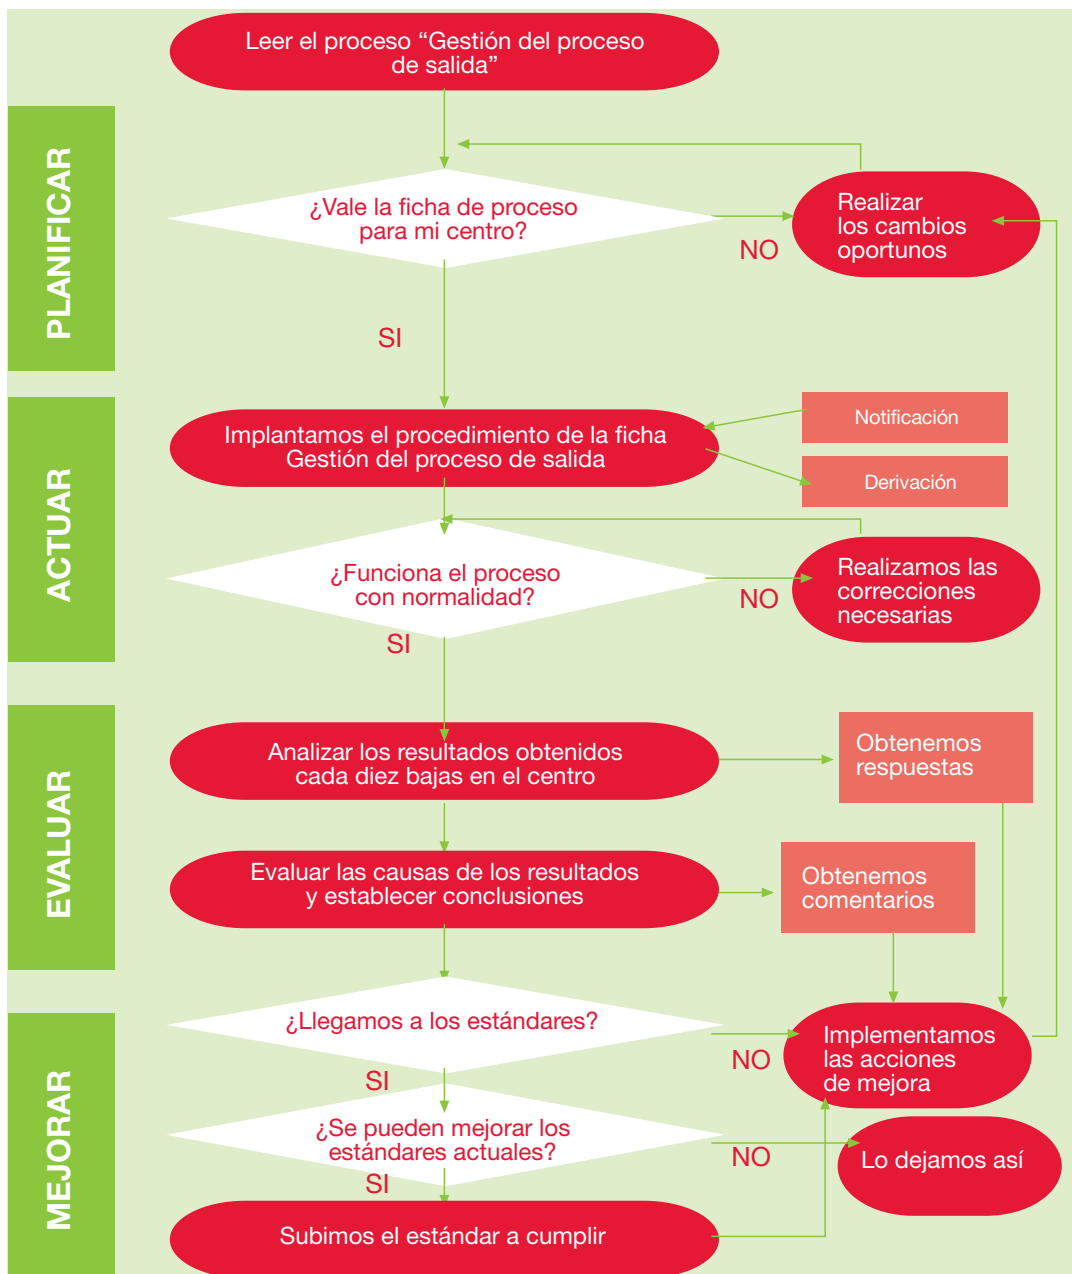 Leer el proceso “Gestión del proceso
de salida”
PLANIFICAR
¿Vale la ficha de proceso
para mi centro?
NO
Realizar
los cambios
oportunos
SI
ACTUAR
Implantamos el procedimiento de la ficha
Gestión del proceso de salida
Notificación
Derivación
¿Funciona el proceso
con normalidad?
NO
Realizamos las
correcciones
necesarias
SI
EVALUAR
Analizar los resultados obtenidos
cada diez bajas en el centro
Obtenemos
respuestas
Evaluar las causas de los resultados
y establecer conclusiones
Obtenemos
comentarios
MEJORAR
¿Llegamos a los estándares?
NO
Implementamos
las acciones
de mejora
SI
¿Se pueden mejorar los
estándares actuales?
NO
Lo dejamos así
SI
Subimos el estándar a cumplir